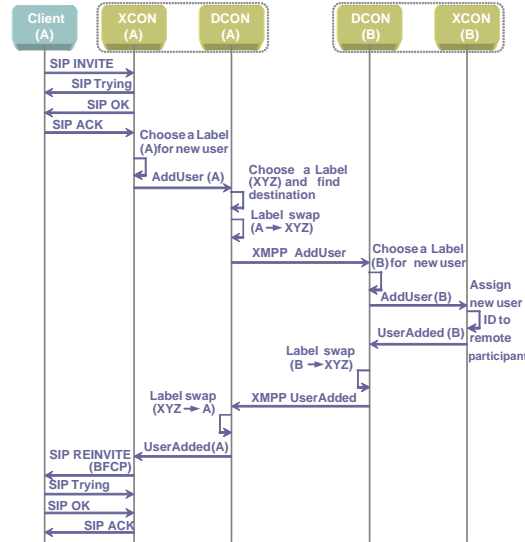 Client
(A)
XCON
(A)
DCON
(A)
DCON
(B)
XCON
(B)
SIP INVITE
SIP Trying
SIP OK
SIP ACK
Choose a Label
(A)for new user
AddUser (A)
Choose a Label
(XYZ) and find
destination
Label swap
(A → XYZ)
XMPP AddUser
Choose a Label
(B) for new user
AddUser (B)
Assign
new user
ID to
remote
participant
UserAdded (B)
Label swap
(B → XYZ)
XMPP UserAdded
Label swap
(XYZ → A)
UserAdded(A)
SIP REINVITE
(BFCP)
SIP Trying
SIP OK
SIP ACK